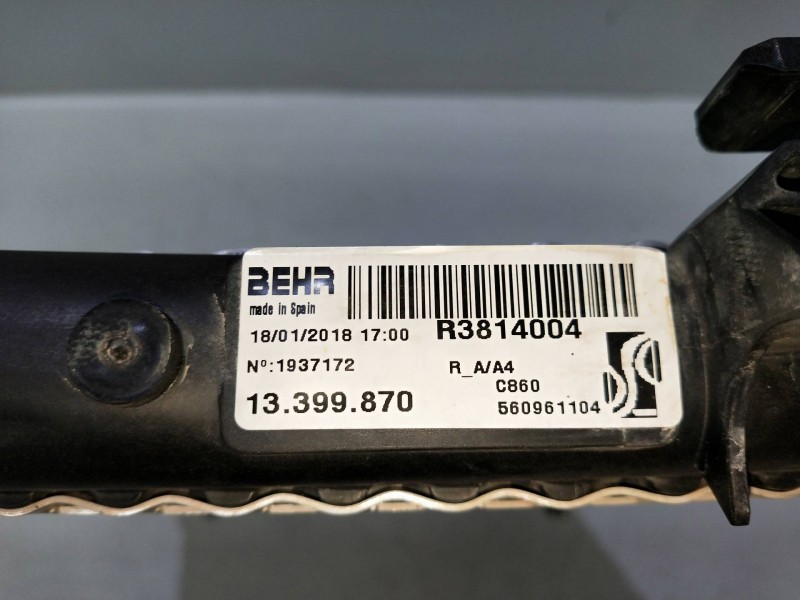 BEHR
made in Spain
18/01/2018 17:00 R3814004
Nº:1937172 R_A/A4
C860
13.399.870 560961104